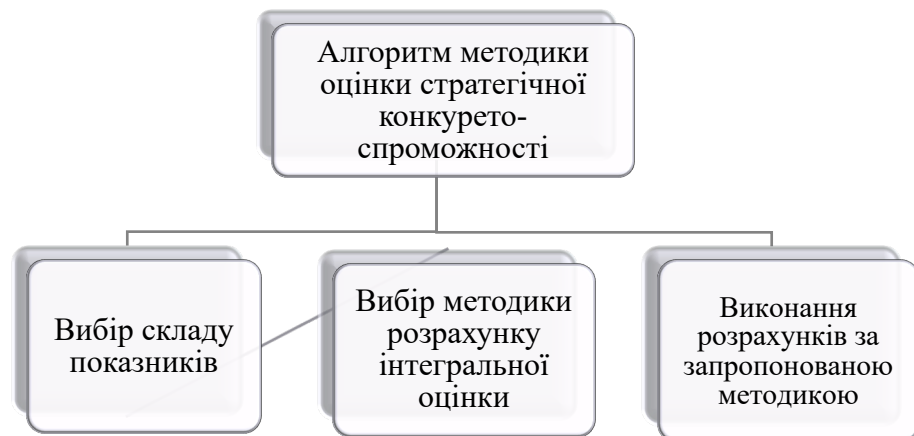 Алгоритм методики
оцінки стратегічної
конкурето-
спроможності
Вибір складу
показників
Вибір методики
розрахунку
інтегральної
оцінки
Виконання
розрахунків за
запропонованою
методикою